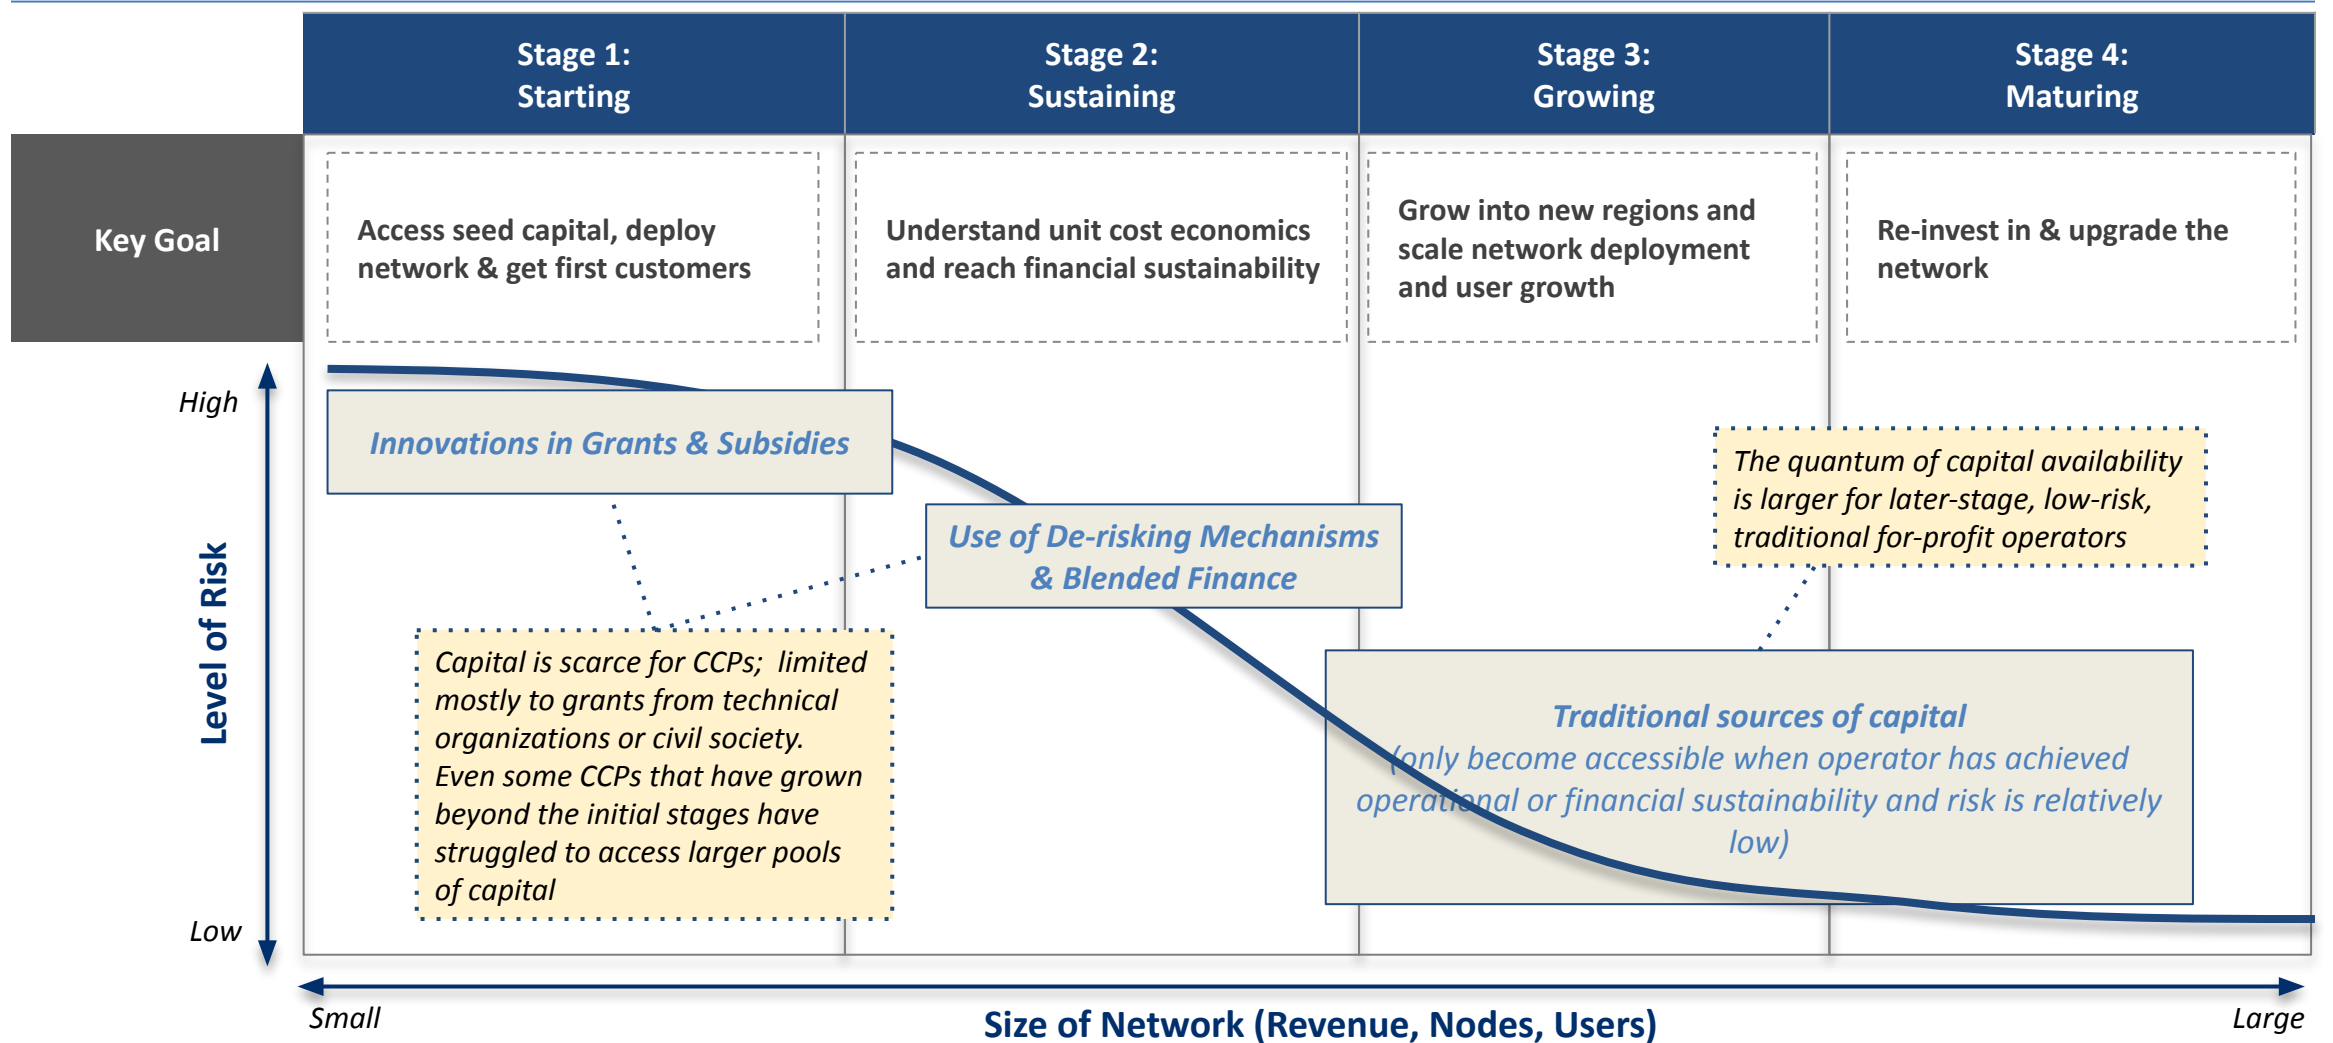 Stage 1:
Starting
Stage 2:
Sustaining
Stage 3:
Growing
Stage 4:
Maturing
Key Goal
Access seed capital, deploy
network & get first customers
Understand unit cost economics
and reach financial sustainability
Grow into new regions and
scale network deployment
and user growth
Re-invest in & upgrade the
network
High
Level of Risk
Low
Innovations in Grants & Subsidies
Use of De-risking Mechanisms
& Blended Finance
The quantum of capital availability
is larger for later-stage, low-risk,
traditional for-profit operators
Capital is scarce for CCPs;  limited
mostly to grants from technical
organizations or civil society.
Even some CCPs that have grown
beyond the initial stages have
struggled to access larger pools
of capital
Traditional sources of capital
(only become accessible when operator has achieved
operational or financial sustainability and risk is relatively
low)
Small
Size of Network (Revenue, Nodes, Users)
Large